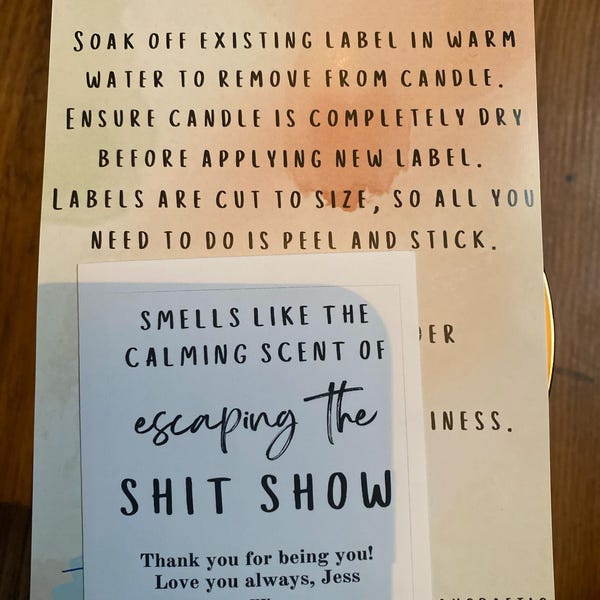 SOAK OFF EXISTING LABEL IN WARM
WATER TO REMOVE FROM CANDLE.
ENSURE CANDLE IS COMPLETELY DRY
BEFORE APPLYING NEW LABEL.
LABELS ARE CUT TO SIZE, SO ALL YOU
NEED TO DO IS PEEL AND STICK.
DER
INESS.
SMELLS LIKE THE
CALMING SCENT OF
escaping the
SHIT SHOW
Thank you for being you!
Love you always, Jess